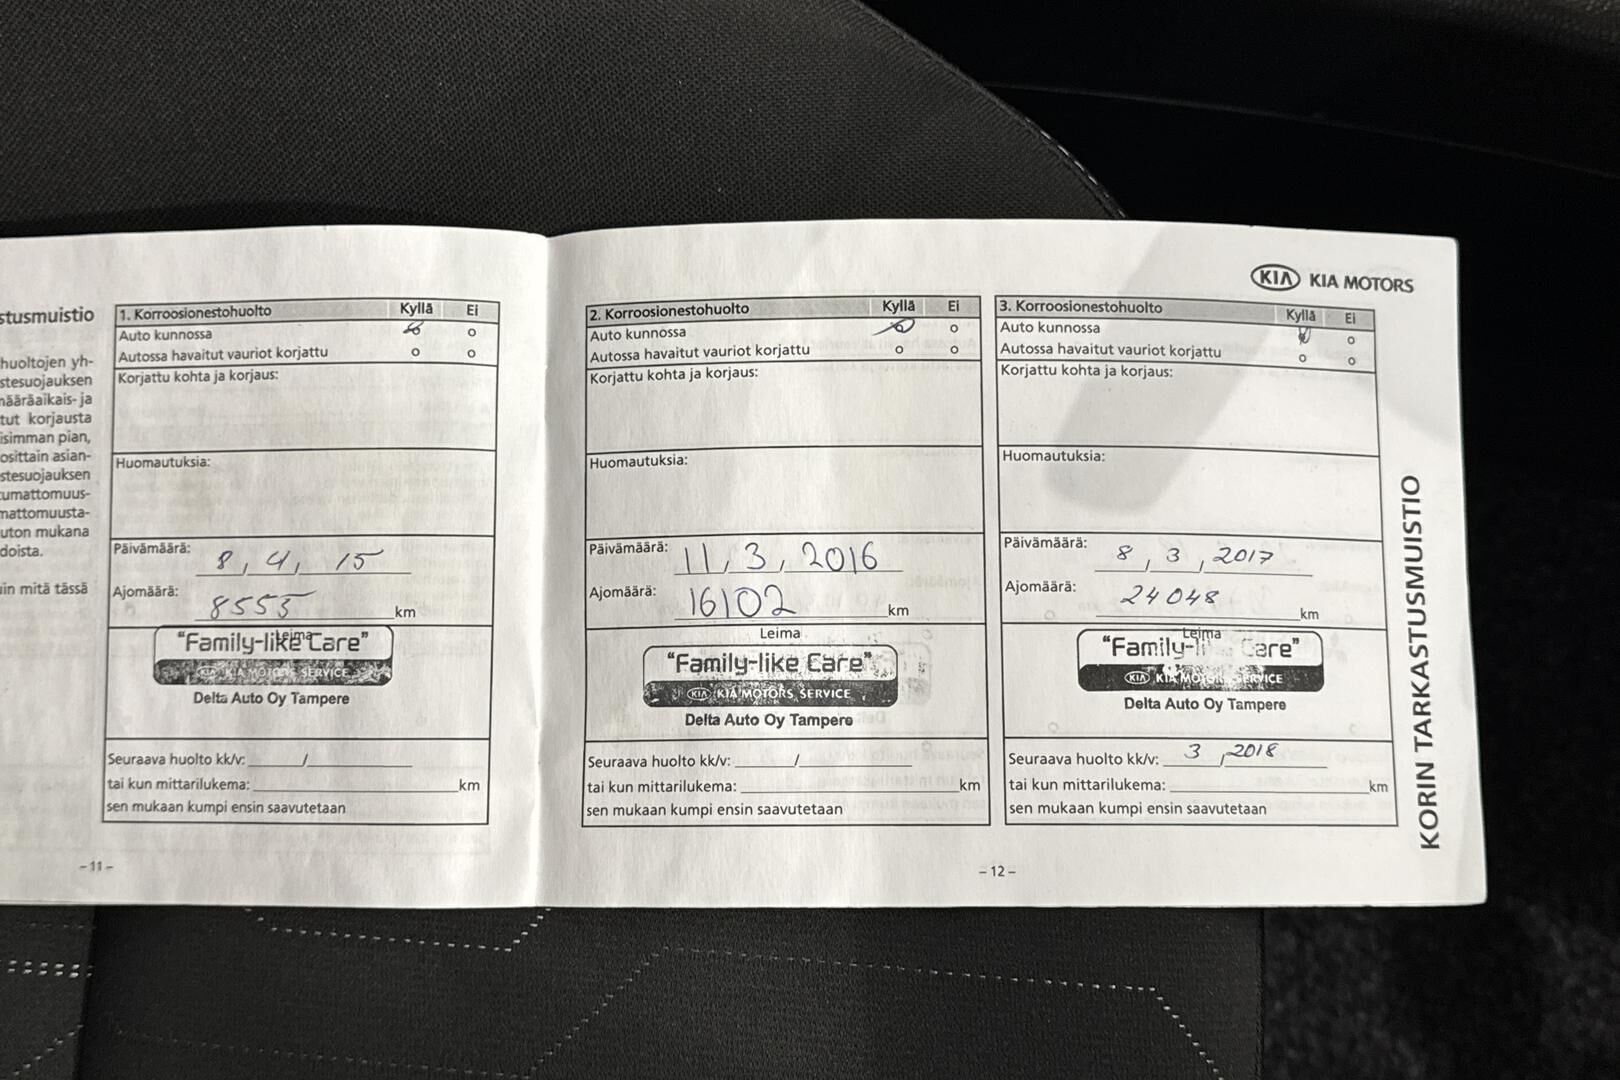 stusmuistio
huoltojen yh-
stesuojauksen
määräaikais- ja
tut korjausta
isimman pian,
osittain asian-
stesuojauksen
tumattomuus-
mattomuusta-
uton mukana
doista.
uin mitä tässä
1. Korroosionestohuolto Kyllä Ei
Auto kunnossa
Autossa havaitut vauriot korjattu
Korjattu kohta ja korjaus:
Huomautuksia:
Päivämäärä: 8, 4, 15
Ajomäärä: 8555 km
Leima
"Family-like Care"
KIA MOTORS SERVICE
Delta Auto Oy Tampere
Seuraava huolto kk/v: /
tai kun mittarilukema: km
sen mukaan kumpi ensin saavutetaan
– 11 –
2. Korroosionestohuolto Kyllä Ei
Auto kunnossa
Autossa havaitut vauriot korjattu
Korjattu kohta ja korjaus:
Huomautuksia:
Päivämäärä: 11, 3, 2016
Ajomäärä: 16102 km
Leima
"Family-like Care"
KIA KIA MOTORS SERVICE
Delta Auto Oy Tampere
Seuraava huolto kk/v: /
tai kun mittarilukema: km
sen mukaan kumpi ensin saavutetaan
KIA KIA MOTORS
3. Korroosionestohuolto Kyllä Ei
Auto kunnossa
Autossa havaitut vauriot korjattu
Korjattu kohta ja korjaus:
Huomautuksia:
Päivämäärä: 8, 3, 2017
Ajomäärä: 24048 km
Leima
"Family-li Care"
KIA KIA MOTORS SERVICE
Delta Auto Oy Tampere
Seuraava huolto kk/v: 3 / 2018
tai kun mittarilukema: km
sen mukaan kumpi ensin saavutetaan
– 12 –
KORIN TARKASTUSMUISTIO